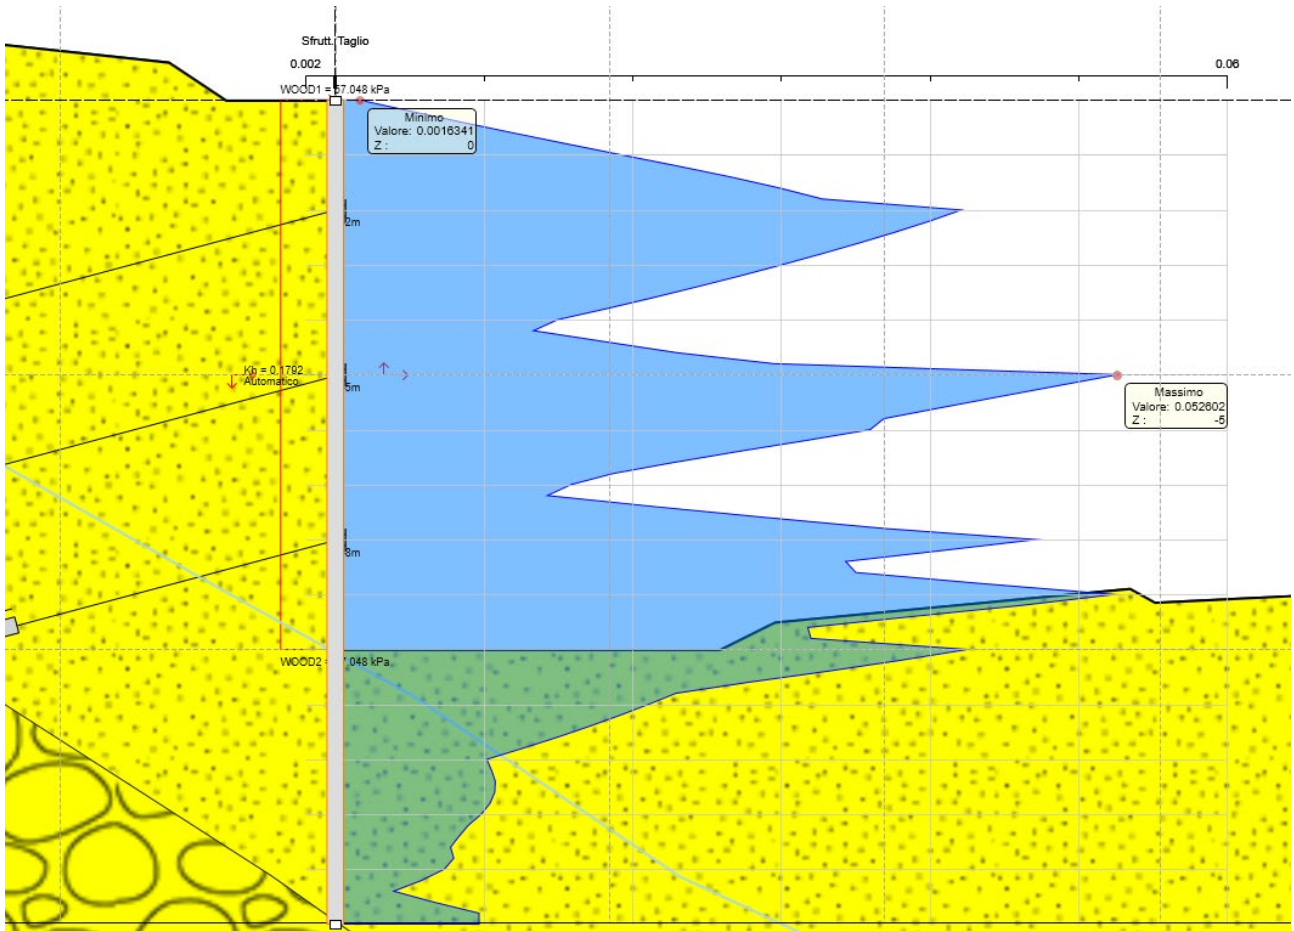 Sfrutt. Taglio
0.002
0.06
WOOD1 = 57.048 kPa
Minimo
Valore: 0.0016341
Z : 0
2m
Kh = 0.1792
Automatico
5m
Massimo
Valore: 0.052602
Z : -5
8m
WOOD2 = 7.048 kPa